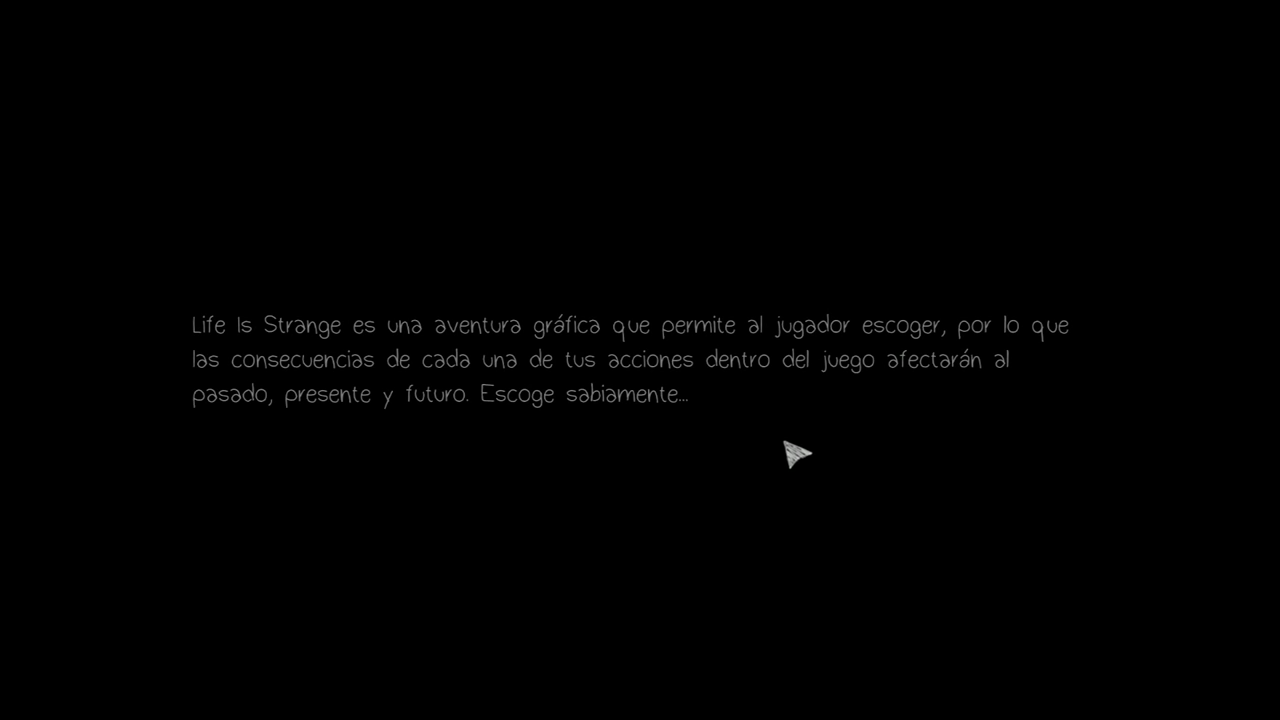 Life Is Strange es una aventura gráfica que permite al jugador escoger, por lo que
las consecuencias de cada una de tus acciones dentro del juego afectarán al
pasado, presente y futuro. Escoge sabiamente...